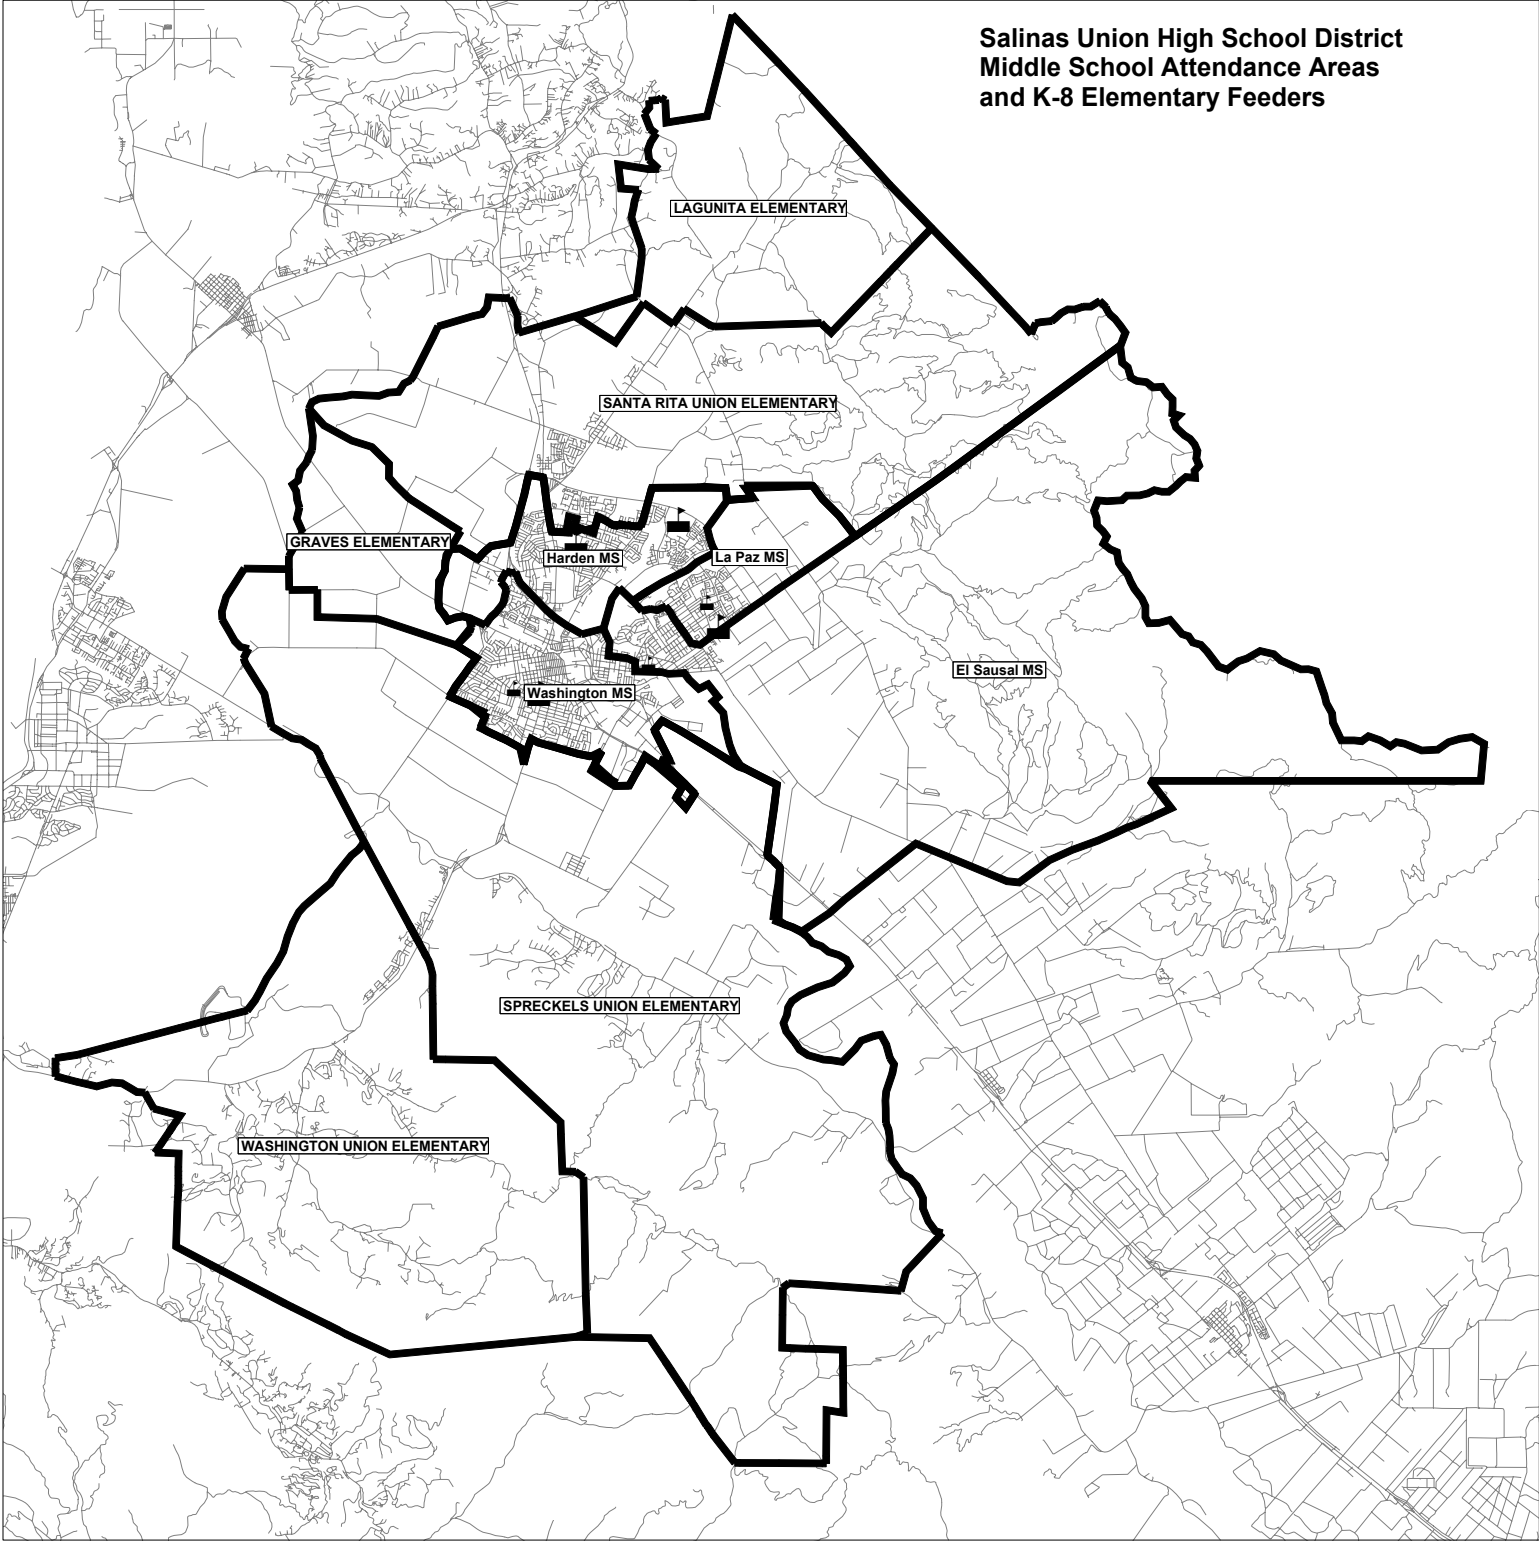 Salinas Union High School District
Middle School Attendance Areas
and K-8 Elementary Feeders
LAGUNITA ELEMENTARY
SANTA RITA UNION ELEMENTARY
GRAVES ELEMENTARY
Harden MS
La Paz MS
El Sausal MS
Washington MS
SPRECKELS UNION ELEMENTARY
WASHINGTON UNION ELEMENTARY